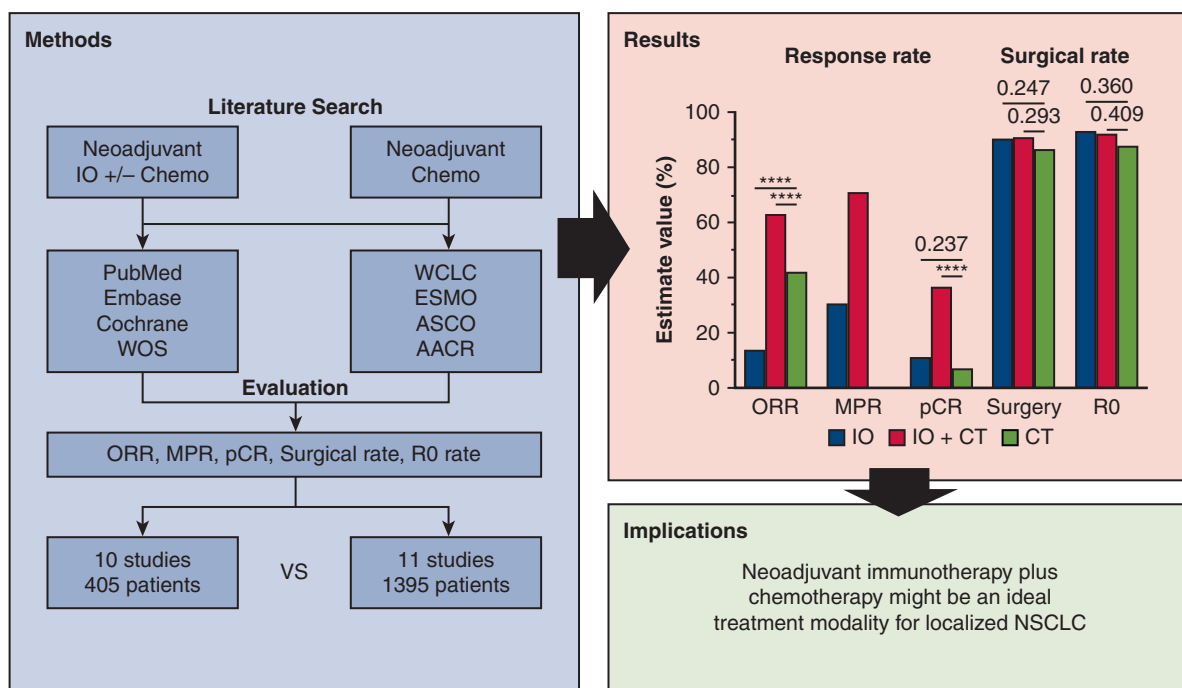 Methods
Literature Search
Neoadjuvant
IO +/– Chemo
Neoadjuvant
Chemo
PubMed
Embase
Cochrane
WOS
WCLC
ESMO
ASCO
AACR
Evaluation
ORR, MPR, pCR, Surgical rate, R0 rate
10 studies
405 patients
VS
11 studies
1395 patients
Results
Response rate
Surgical rate
Estimate value (%)
100
80
60
40
20
0
****
****
0.237
****
0.247
0.293
0.360
0.409
ORR
MPR
pCR
Surgery
R0
IO
IO + CT
CT
Implications
Neoadjuvant immunotherapy plus
chemotherapy might be an ideal
treatment modality for localized NSCLC